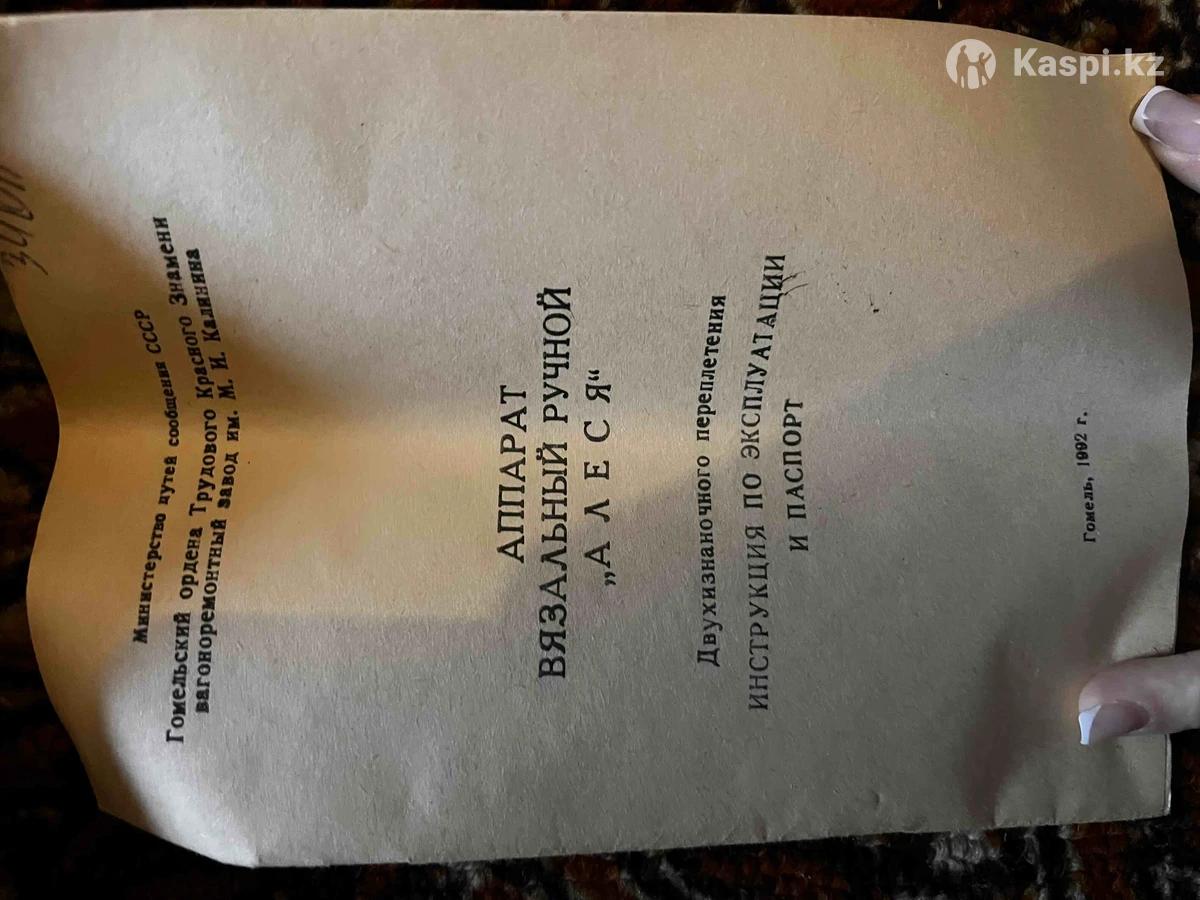 Kaspi.kz
Министерство путей сообщения СССР
Гомельский ордена Трудового Красного Знамени
вагоноремонтный завод им. М. И. Калинина
АППАРАТ
ВЯЗАЛЬНЫЙ РУЧНОЙ
„АЛЕСЯ“
Двухизнаночного переплетения
ИНСТРУКЦИЯ ПО ЭКСПЛУАТАЦИИ
И ПАСПОРТ
Гомель, 1992 г.